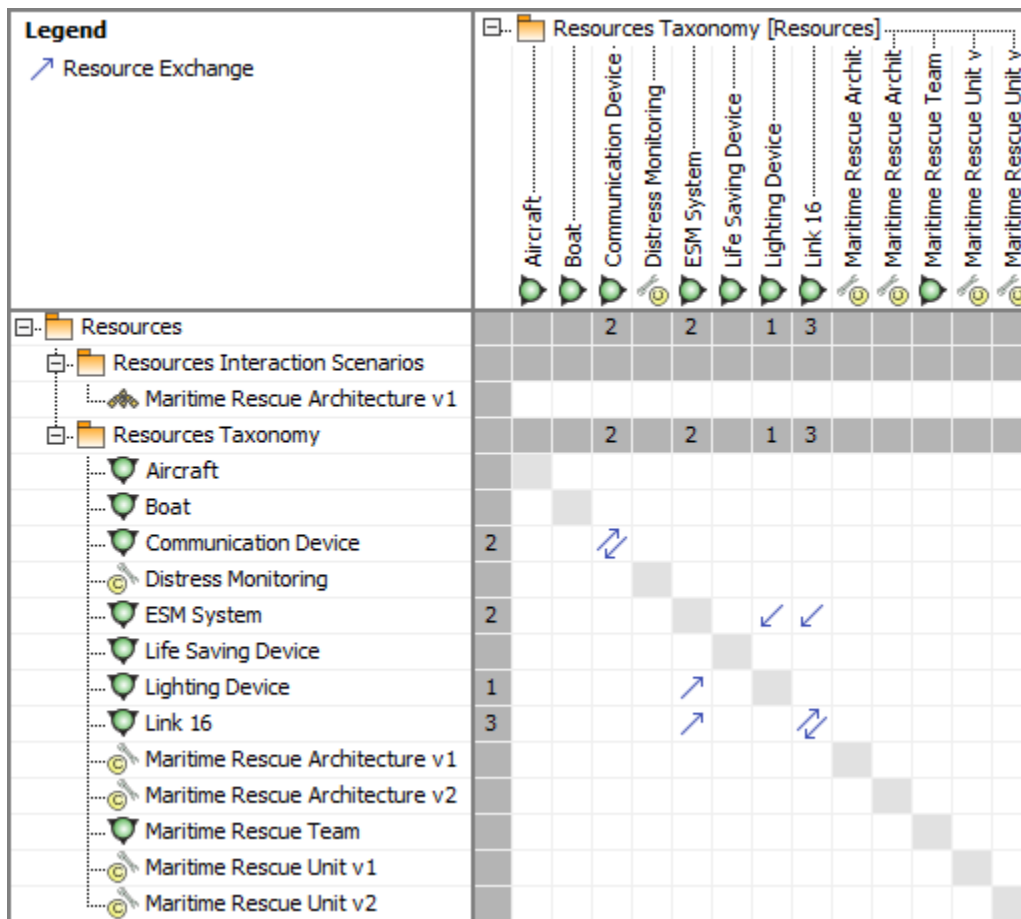 Legend
Resource Exchange
Resources Taxonomy [Resources]
Aircraft
Boat
Communication Device
Distress Monitoring
ESM System
Life Saving Device
Lighting Device
Link 16
Maritime Rescue Archit
Maritime Rescue Archit
Maritime Rescue Team
Maritime Rescue Unit v
Maritime Rescue Unit v
Resources 2 2 1 3
Resources Interaction Scenarios
Maritime Rescue Architecture v1
Resources Taxonomy 2 2 1 3
Aircraft
Boat
Communication Device 2
Distress Monitoring
ESM System 2
Life Saving Device
Lighting Device 1
Link 16 3
Maritime Rescue Architecture v1
Maritime Rescue Architecture v2
Maritime Rescue Team
Maritime Rescue Unit v1
Maritime Rescue Unit v2